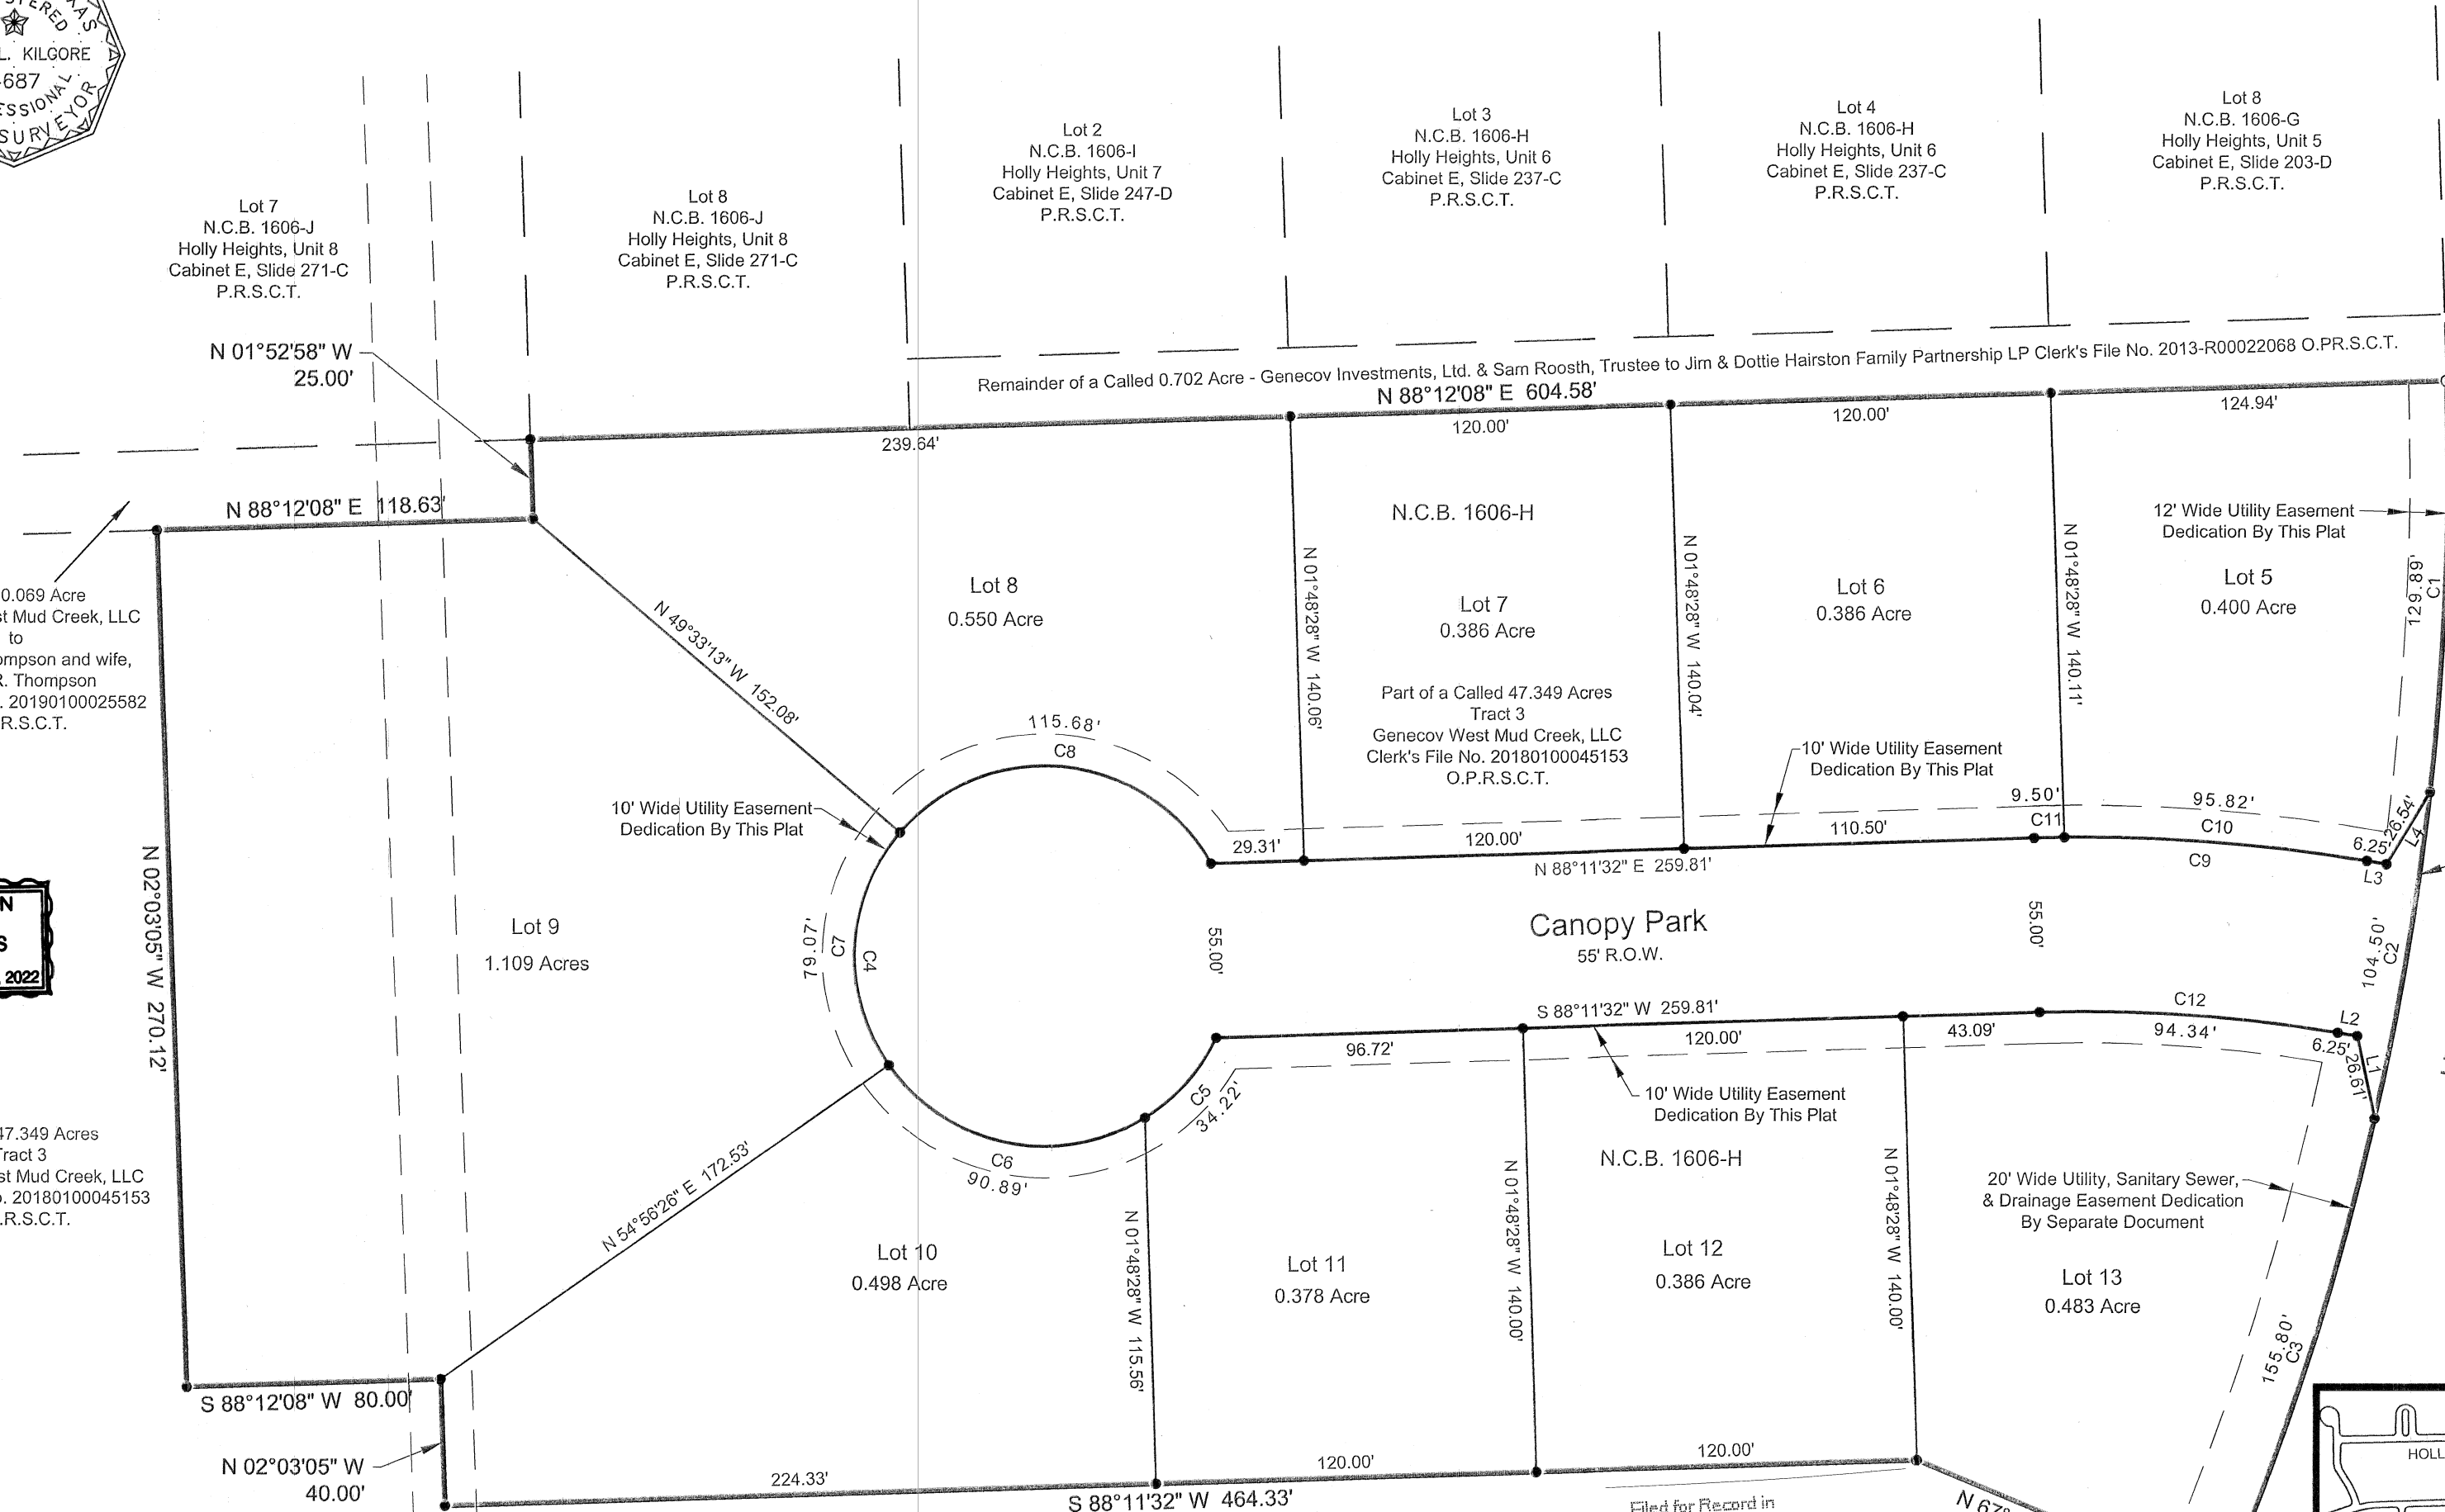 L. KILGORE
SURVEYOR
Lot 7
N.C.B. 1606-J
Holly Heights, Unit 8
Cabinet E, Slide 271-C
P.R.S.C.T.
Lot 8
N.C.B. 1606-J
Holly Heights, Unit 8
Cabinet E, Slide 271-C
P.R.S.C.T.
Lot 2
N.C.B. 1606-I
Holly Heights, Unit 7
Cabinet E, Slide 247-D
P.R.S.C.T.
Lot 3
N.C.B. 1606-H
Holly Heights, Unit 6
Cabinet E, Slide 237-C
P.R.S.C.T.
Lot 4
N.C.B. 1606-H
Holly Heights, Unit 6
Cabinet E, Slide 237-C
P.R.S.C.T.
Lot 8
N.C.B. 1606-G
Holly Heights, Unit 5
Cabinet E, Slide 203-D
P.R.S.C.T.
N 01°52'58" W
25.00'
Remainder of a Called 0.702 Acre - Genecov Investments, Ltd. & Sam Roosth, Trustee to Jim & Dottie Hairston Family Partnership LP Clerk's File No. 2013-R00022068 O.PR.S.C.T.
N 88°12'08" E 604.58'
239.64'
120.00'
120.00'
124.94'
N 88°12'08" E 118.63'
0.069 Acre
st Mud Creek, LLC
to
ompson and wife,
R. Thompson
. 20190100025582
R.S.C.T.
N 49°33'13" W 152.08'
Lot 8
0.550 Acre
N 01°48'28" W 140.06'
N.C.B. 1606-H
Lot 7
0.386 Acre
Part of a Called 47.349 Acres
Tract 3
Genecov West Mud Creek, LLC
Clerk's File No. 20180100045153
O.P.R.S.C.T.
N 01°48'28" W 140.04'
Lot 6
0.386 Acre
N 01°48'28" W 140.11'
12' Wide Utility Easement
Dedication By This Plat
Lot 5
0.400 Acre
129.89'
C1
115.68'
C8
10' Wide Utility Easement
Dedication By This Plat
10' Wide Utility Easement
Dedication By This Plat
29.31'
120.00'
110.50'
9.50'
C11
95.82'
C10
C9
6.25'
L3
26.54'
L4
N 88°11'32" E 259.81'
N 02°03'05" W 270.12'
Lot 9
1.109 Acres
79.07'
C7
C4
55.00'
Canopy Park
55' R.O.W.
55.00'
104.50'
C2
N
S
2022
S 88°11'32" W 259.81'
96.72'
120.00'
43.09'
C12
94.34'
L2
6.25'
L1
26.61'
C5
34.22'
C6
90.89'
10' Wide Utility Easement
Dedication By This Plat
N.C.B. 1606-H
47.349 Acres
Tract 3
st Mud Creek, LLC
o. 20180100045153
.R.S.C.T.
N 54°56'26" E 172.53'
Lot 10
0.498 Acre
N 01°48'28" W 115.56'
Lot 11
0.378 Acre
N 01°48'28" W 140.00'
Lot 12
0.386 Acre
N 01°48'28" W 140.00'
20' Wide Utility, Sanitary Sewer,
& Drainage Easement Dedication
By Separate Document
Lot 13
0.483 Acre
155.80'
C3
S 88°12'08" W 80.00'
N 02°03'05" W
40.00'
224.33'
120.00'
120.00'
S 88°11'32" W 464.33'
Filed for Record in
N 67°
HOLL